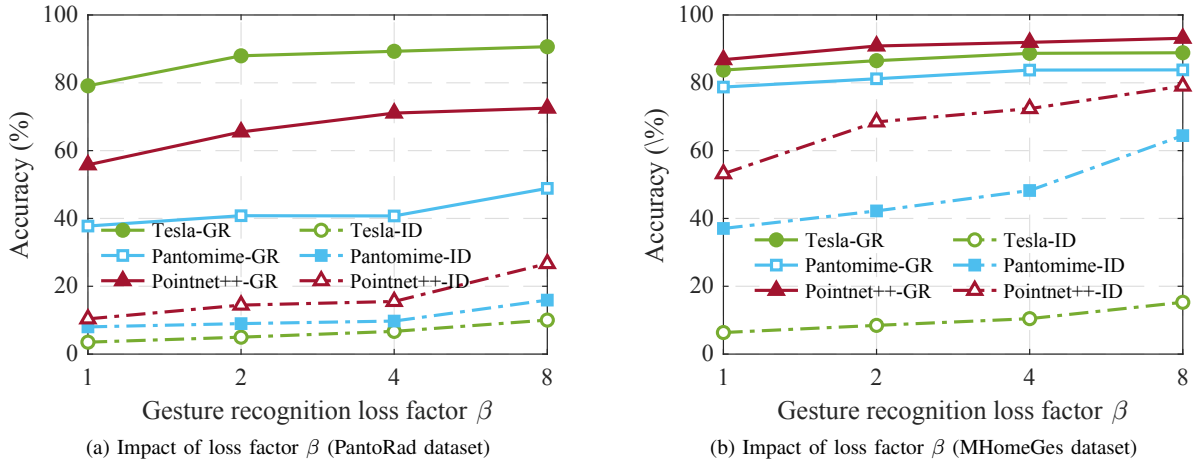 100
80
60
40
20
0
Accuracy (%)
Tesla-GR
Tesla-ID
Pantomime-GR
Pantomime-ID
Pointnet++-GR
Pointnet++-ID
1 2 4 8
Gesture recognition loss factor β
(a) Impact of loss factor β (PantoRad dataset)
100
80
60
40
20
0
Accuracy (\%)
Tesla-GR
Tesla-ID
Pantomime-GR
Pantomime-ID
Pointnet++-GR
Pointnet++-ID
1 2 4 8
Gesture recognition loss factor β
(b) Impact of loss factor β (MHomeGes dataset)